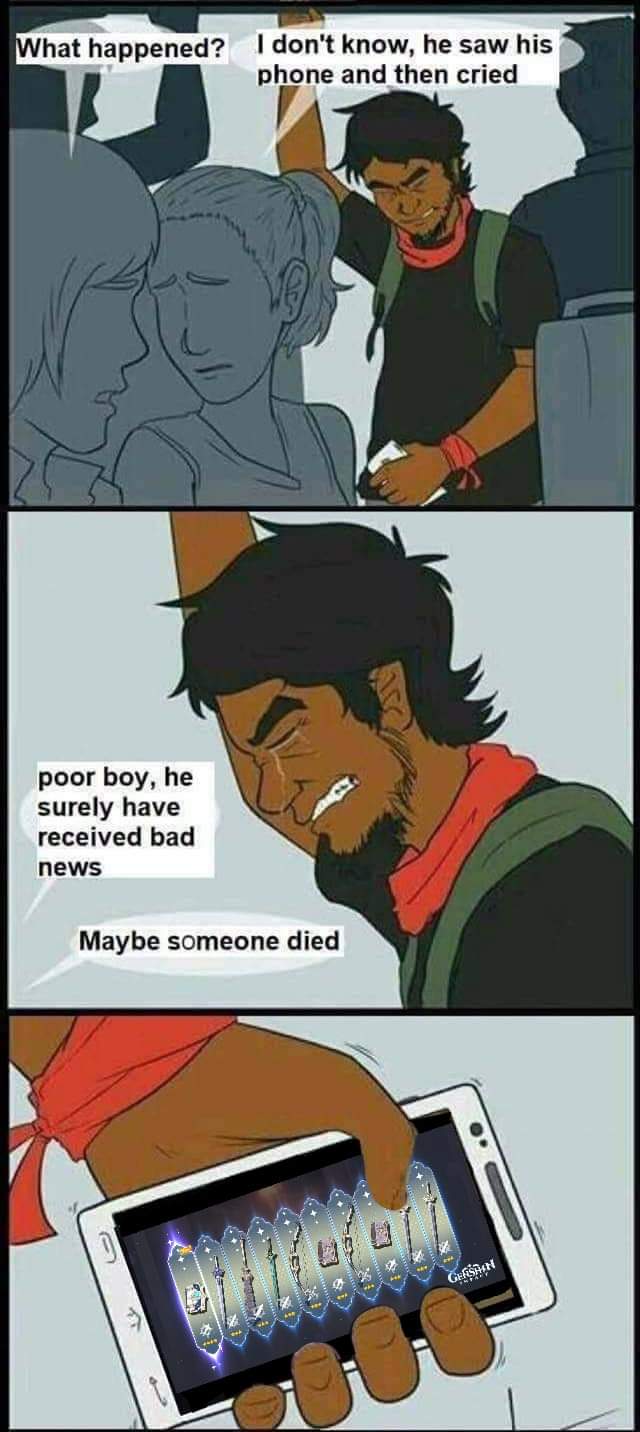 What happened?
I don't know, he saw his
phone and then cried
poor boy, he
surely have
received bad
news
Maybe someone died
GENSHIN
IMPACT